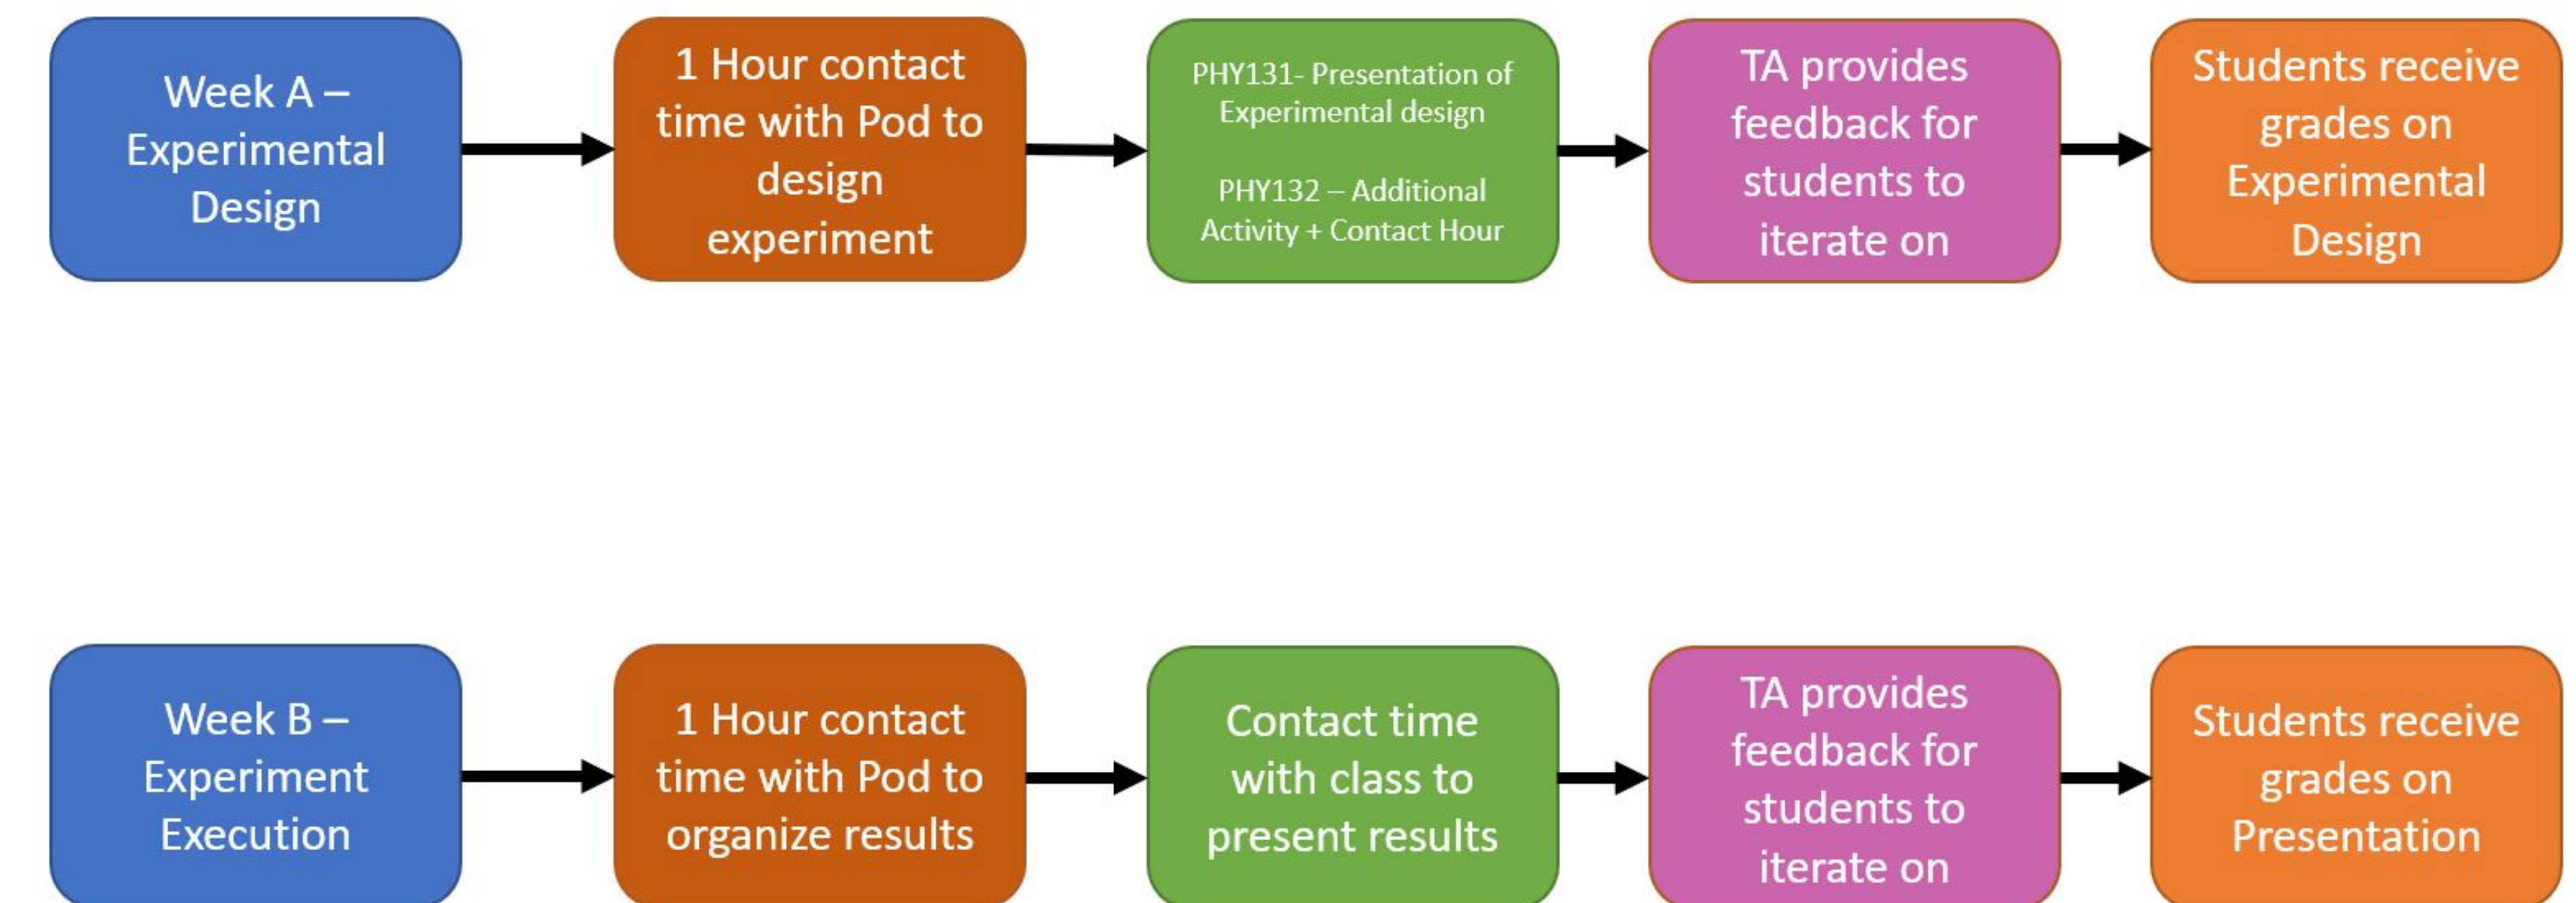 Week A –
Experimental
Design
1 Hour contact
time with Pod to
design
experiment
PHY131- Presentation of
Experimental design
PHY132 – Additional
Activity + Contact Hour
TA provides
feedback for
students to
iterate on
Students receive
grades on
Experimental
Design
Week B –
Experiment
Execution
1 Hour contact
time with Pod to
organize results
Contact time
with class to
present results
TA provides
feedback for
students to
iterate on
Students receive
grades on
Presentation